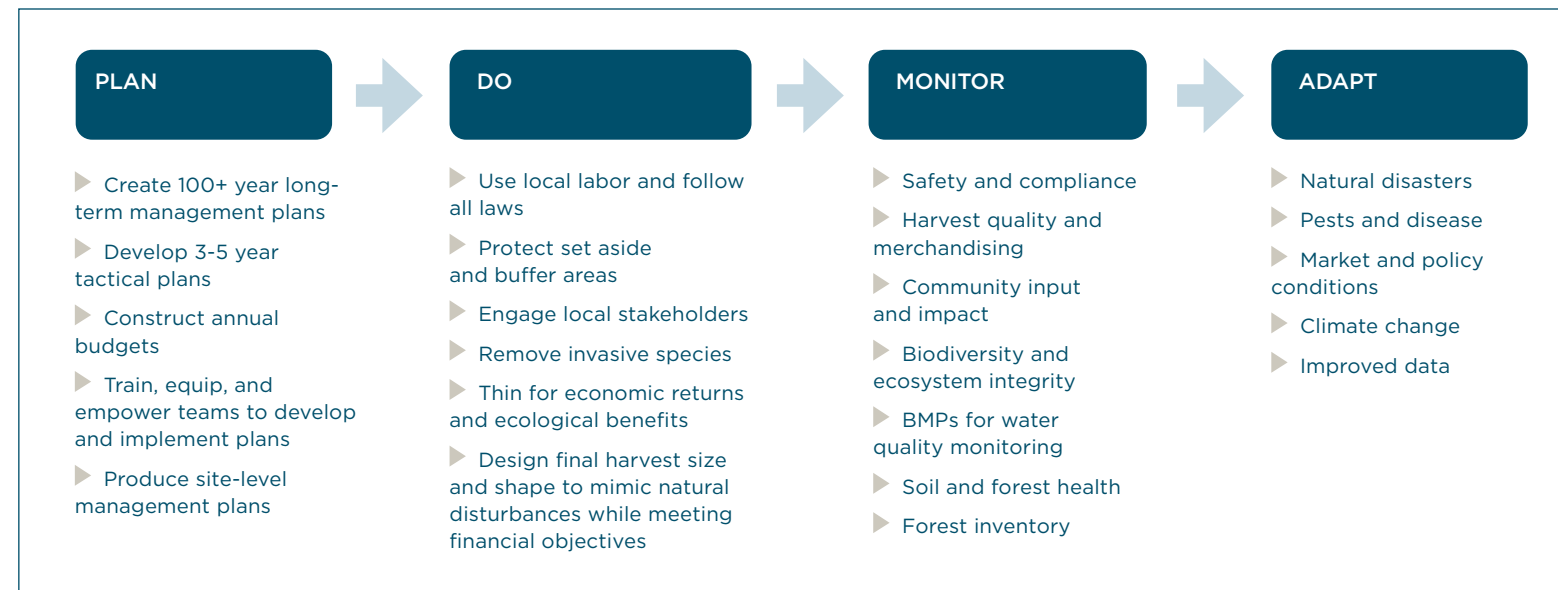 PLAN
Create 100+ year long-
term management plans
Develop 3-5 year
tactical plans
Construct annual
budgets
Train, equip, and
empower teams to develop
and implement plans
Produce site-level
management plans
DO
Use local labor and follow
all laws
Protect set aside
and buffer areas
Engage local stakeholders
Remove invasive species
Thin for economic returns
and ecological benefits
Design final harvest size
and shape to mimic natural
disturbances while meeting
financial objectives
MONITOR
Safety and compliance
Harvest quality and
merchandising
Community input
and impact
Biodiversity and
ecosystem integrity
BMPs for water
quality monitoring
Soil and forest health
Forest inventory
ADAPT
Natural disasters
Pests and disease
Market and policy
conditions
Climate change
Improved data